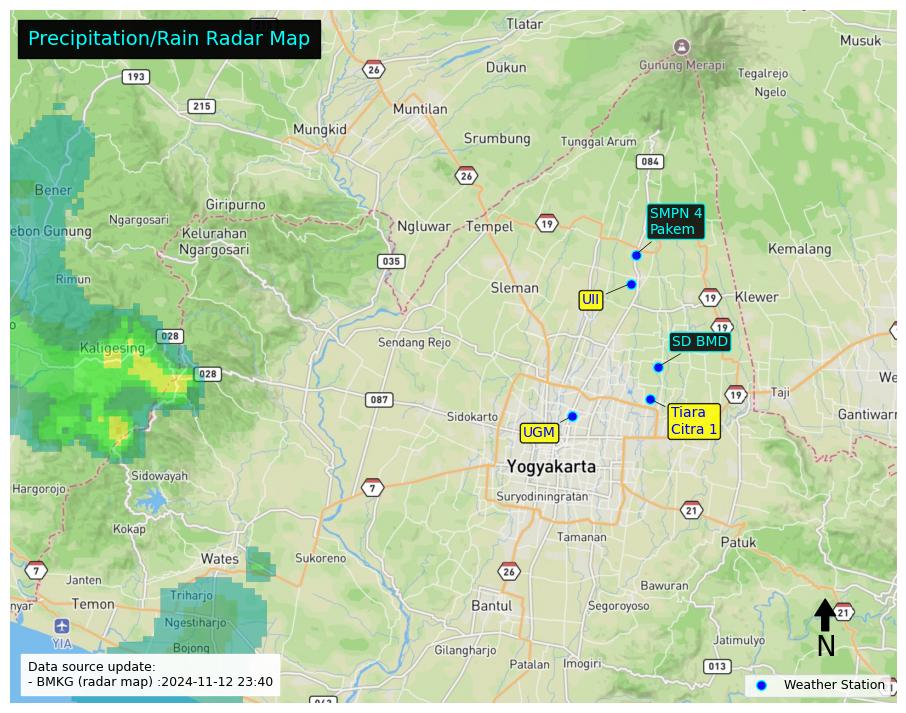 Precipitation/Rain Radar Map
Tlatar
Musuk
26
193
Dukun
Gunung Merapi
Tegalrejo
Ngelo
215
Muntilan
Mungkid
Srumbung
Tunggal Arum
084
26
Bener
Giripurno
Ngargosari
SMPN 4
Pakem
ebon Gunung
Kelurahan
Ngargosari
Ngluwar
Tempel
19
Kemalang
035
Rimun
Sleman
UII
19
Klewer
19
028
Kaligesing
Sendang Rejo
SD BMD
028
We
087
19
Taji
Sidokarto
Tiara
Citra 1
Gantiwarn
UGM
Yogyakarta
Sidowayah
Hargorojo
7
Suryodiningratan
21
Kokap
Tamanan
Patuk
Wates
Sukoreno
7
Janten
26
Bawuran
Triharjo
nyar
Temon
Bantul
Segoroyoso
21
Ngestiharjo
YIA
Bojong
Gilangharjo
Jatimulyo
N
Patalan
Imogiri
013
Data source update:
- BMKG (radar map) :2024-11-12 23:40
Weather Station